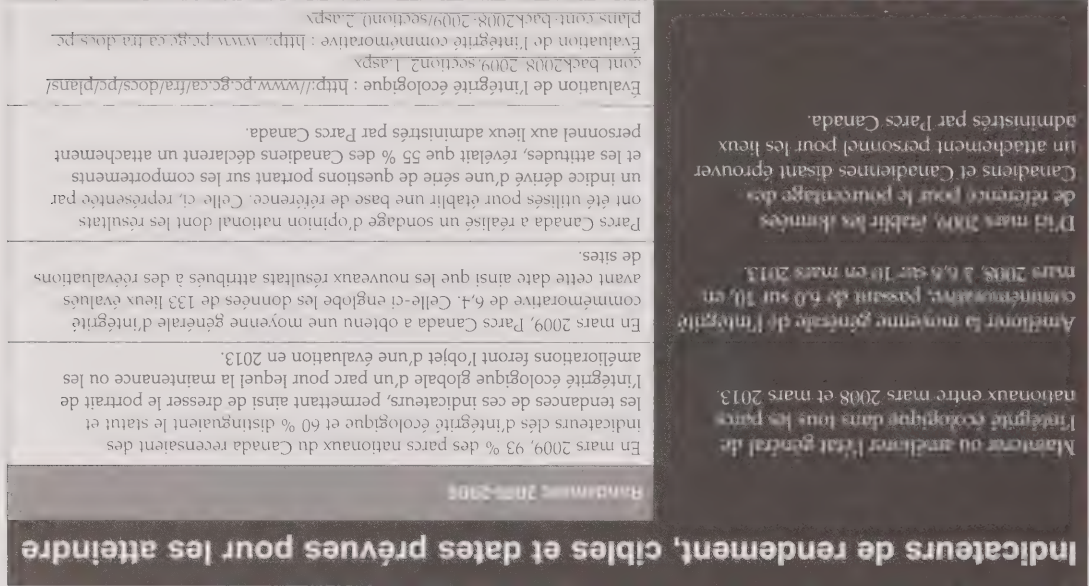 Indicateurs de rendement, cibles et dates prévues pour les atteindre
Rendement 2008-2009
Maintenir ou améliorer l'état général de
l'intégrité écologique dans tous les parcs
nationaux entre mars 2008 et mars 2013.
En mars 2009, 93 % des parcs nationaux du Canada recensaient des
indicateurs clés d'intégrité écologique et 60 % distinguaient le statut et
les tendances de ces indicateurs, permettant ainsi de dresser le portrait de
l'intégrité écologique globale d'un parc pour lequel la maintenance ou les
améliorations feront l'objet d'une évaluation en 2013.
Améliorer la moyenne générale de l'intégrité
commémorative, passant de 6.0 sur 10, en
mars 2008, à 6,6 sur 10 en mars 2013.
En mars 2009, Parcs Canada a obtenu une moyenne générale d'intégrité
commémorative de 6,4. Celle-ci englobe les données de 133 lieux évalués
avant cette date ainsi que les nouveaux résultats attribués à des réévaluations
de sites.
D'ici mars 2009, établir les données
de référence pour le pourcentage des
Canadiens et Canadiennes disant éprouver
un attachement personnel pour les lieux
administrés par Parcs Canada.
Parcs Canada a réalisé un sondage d'opinion national dont les résultats
ont été utilisés pour établir une base de référence. Celle ci, représentée par
un indice dérivé d'une série de questions portant sur les comportements
et les attitudes, révélait que 55 % des Canadiens déclarent un attachement
personnel aux lieux administrés par Parcs Canada.
Évaluation de l'intégrité écologique : http://www.pc.gc.ca/fra/docs/pc/plans/
cont-back2008-2009/section2_1.aspx
Évaluation de l'intégrité commémorative : http://www.pc.gc.ca/fra/docs/pc
plans/cont-back2008-2009/section0_2.aspx